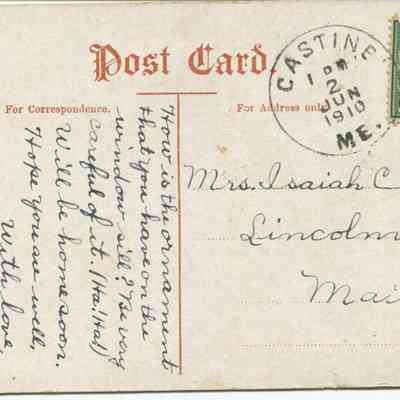 Post Card.
For Correspondence.
For Address only
CASTINE
1 PM
2
JUN
1910
ME.
How is the ornament
that you have on the
window sill? Be very
careful of it. (Ha! Ha!)
Will be home soon.
Hope you are well,
With love,
Mrs. Isaiah C
Lincolnv
Mai